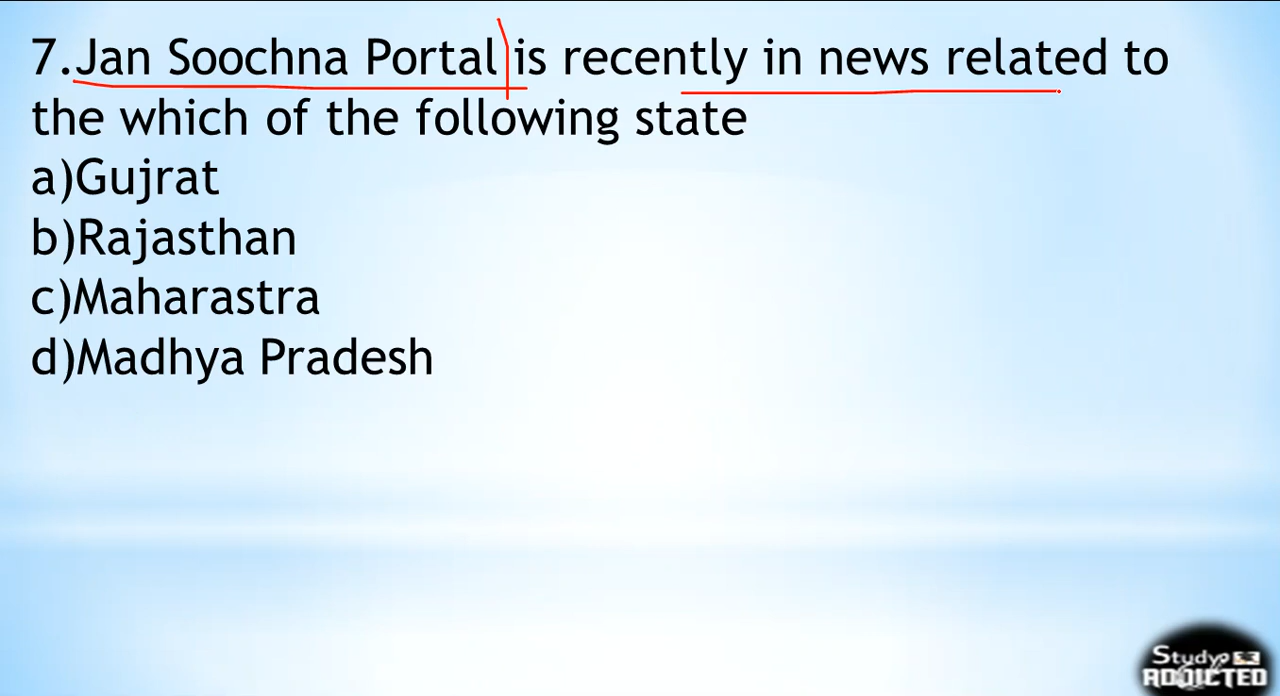 7.Jan Soochna Portal is recently in news related to
the which of the following state
a)Gujrat
b)Rajasthan
c)Maharastra
d)Madhya Pradesh
Study
ADDICTED